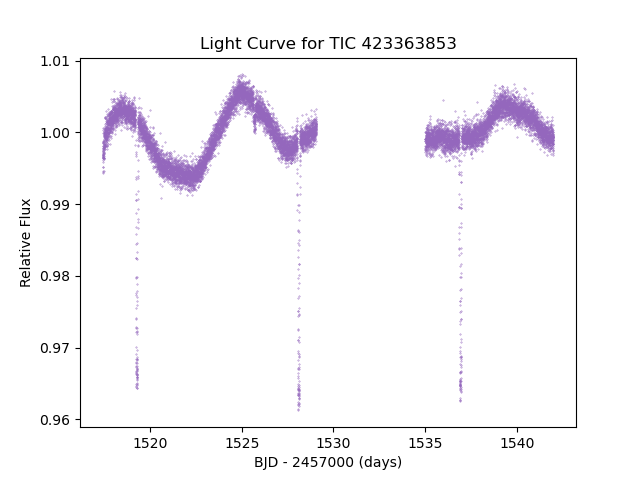 Light Curve for TIC 423363853
1.01
1.00
0.99
0.98
0.97
0.96
Relative Flux
1520 1525 1530 1535 1540
BJD - 2457000 (days)